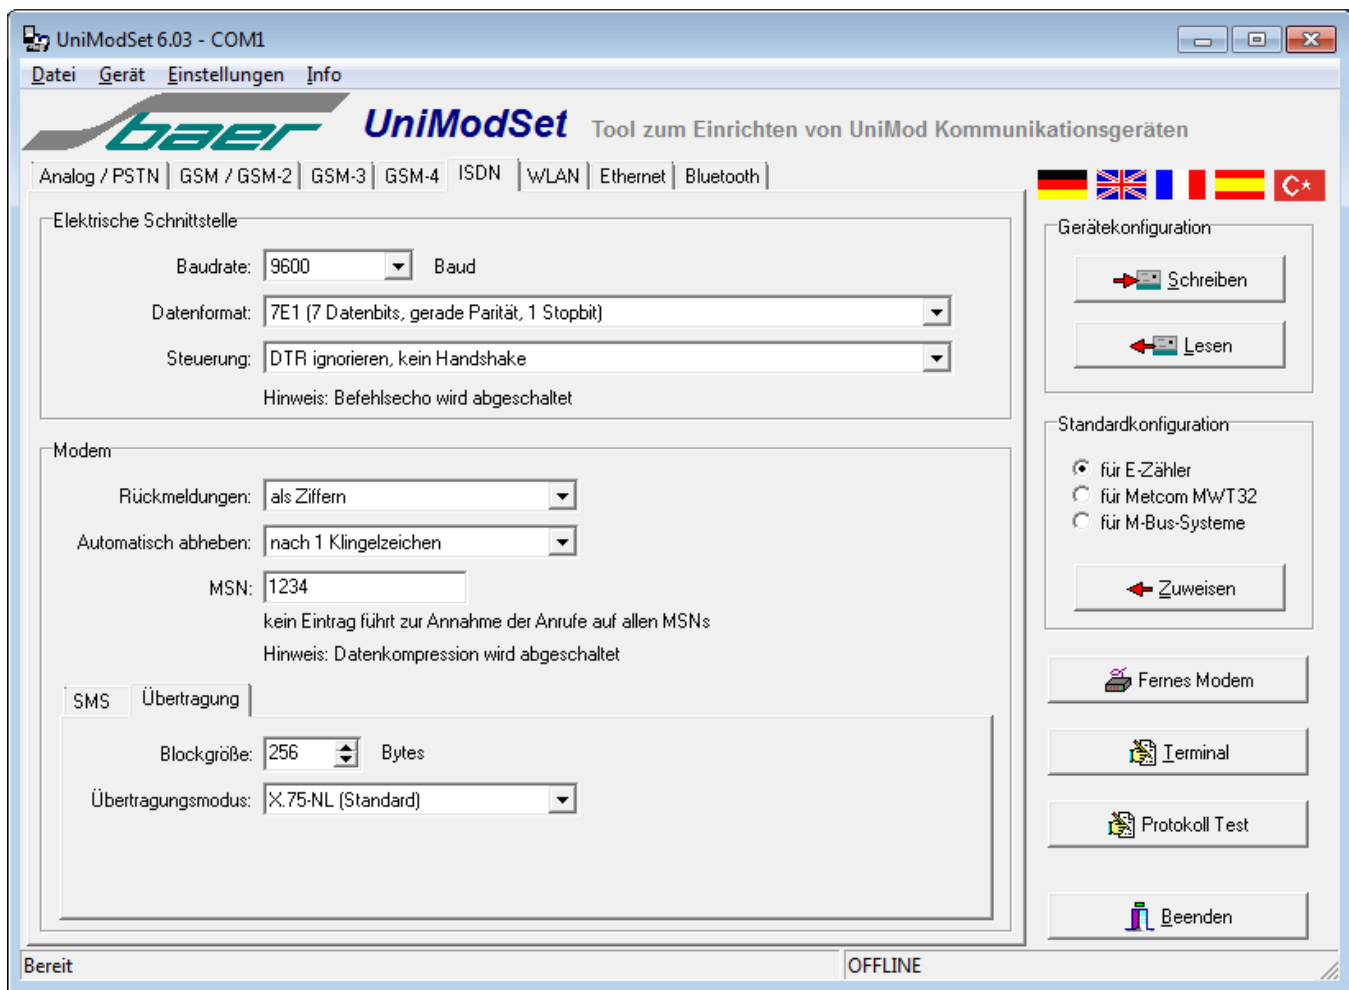 UniModSet 6.03 - COM1
Datei Gerät Einstellungen Info
baer UniModSet Tool zum Einrichten von UniMod Kommunikationsgeräten
Analog / PSTN GSM / GSM-2 GSM-3 GSM-4 ISDN WLAN Ethernet Bluetooth
Elektrische Schnittstelle
Baudrate: 9600 Baud
Datenformat: 7E1 (7 Datenbits, gerade Parität, 1 Stopbit)
Steuerung: DTR ignorieren, kein Handshake
Hinweis: Befehlsecho wird abgeschaltet
Modem
Rückmeldungen: als Ziffern
Automatisch abheben: nach 1 Klingelzeichen
MSN: 1234
kein Eintrag führt zur Annahme der Anrufe auf allen MSNs
Hinweis: Datenkompression wird abgeschaltet
SMS Übertragung
Blockgröße: 256 Bytes
Übertragungsmodus: X.75-NL (Standard)
Gerätekonfiguration
Schreiben
Lesen
Standardkonfiguration
für E-Zähler
für Metcom MWT32
für M-Bus-Systeme
Zuweisen
Fernes Modem
Terminal
Protokoll Test
Beenden
Bereit OFFLINE